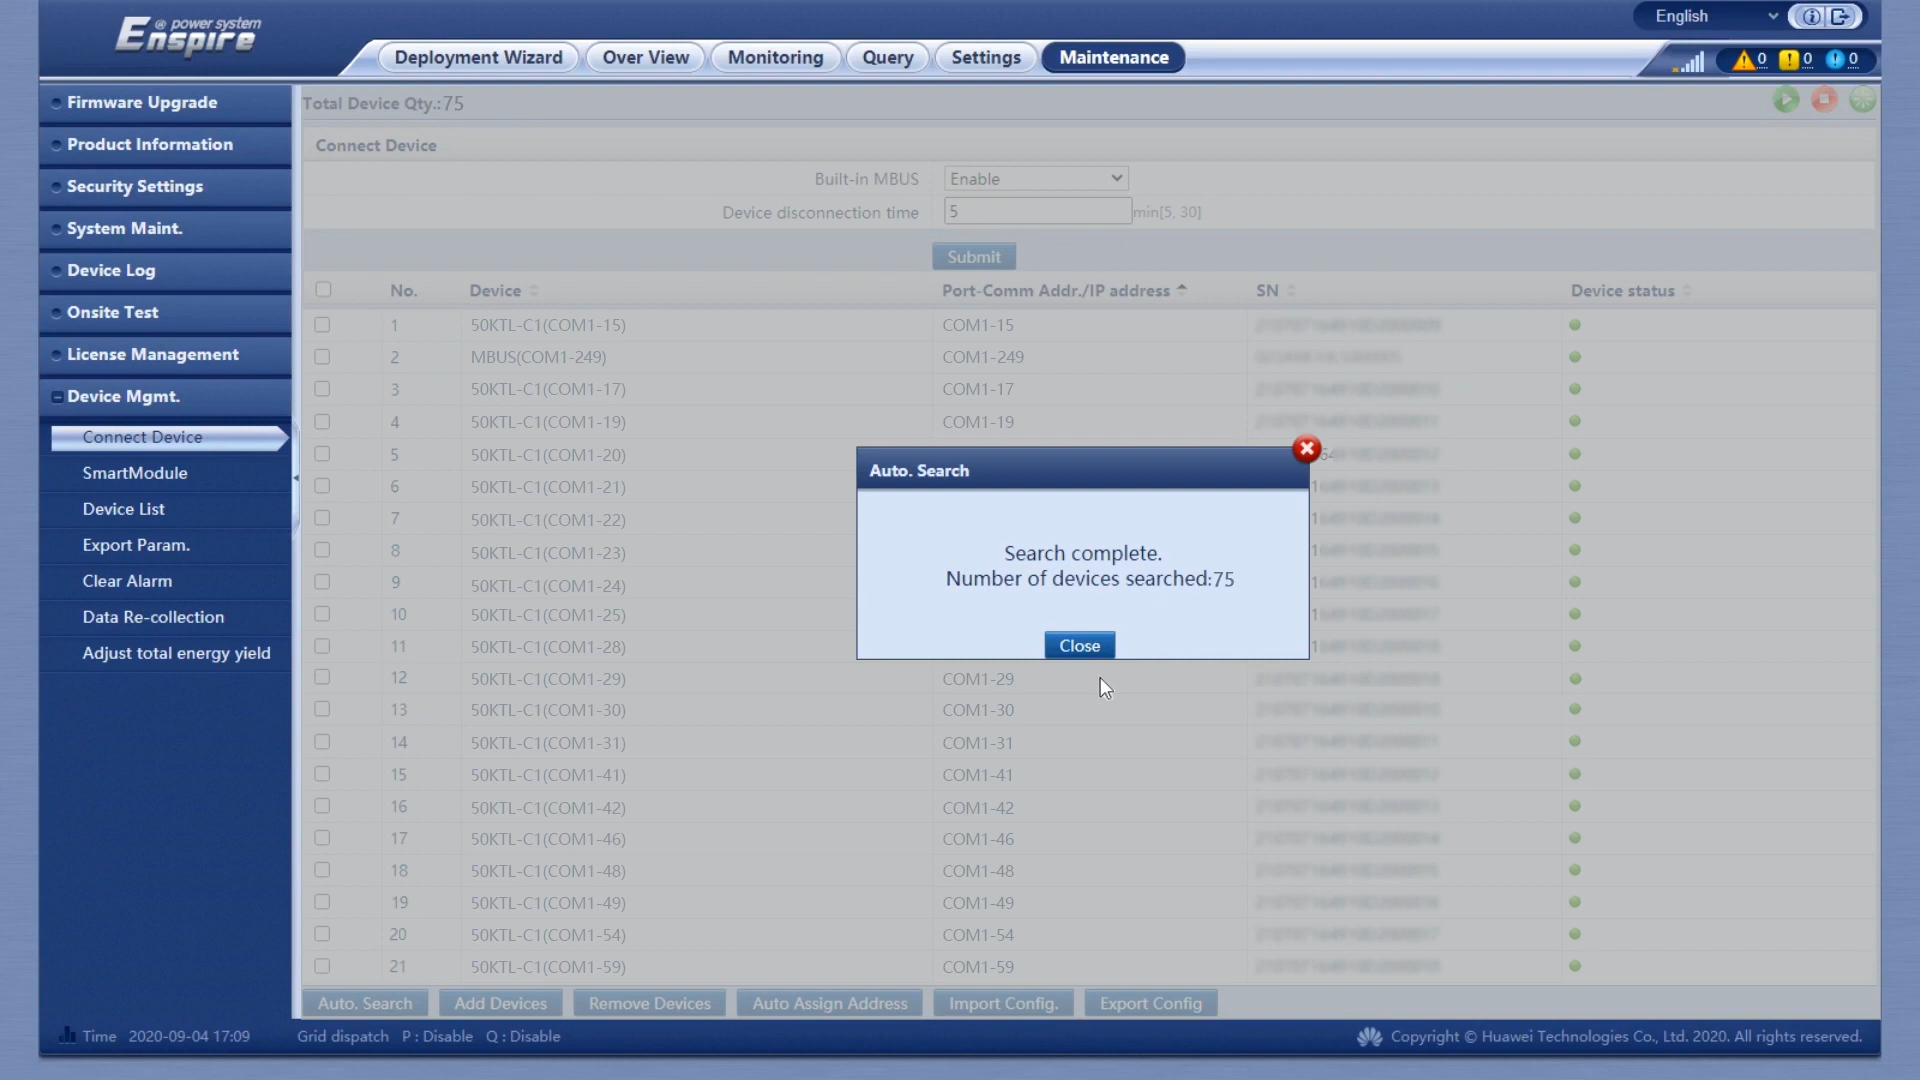 Enspire @ power system
English
Deployment Wizard Over View Monitoring Query Settings Maintenance
0 0 0
Firmware Upgrade
Product Information
Security Settings
System Maint.
Device Log
Onsite Test
License Management
Device Mgmt.
Connect Device
SmartModule
Device List
Export Param.
Clear Alarm
Data Re-collection
Adjust total energy yield
Total Device Qty.:75
Connect Device
Built-in MBUS Enable
Device disconnection time 5 min[5, 30]
Submit
No. Device Port-Comm Addr./IP address SN Device status
1 50KTL-C1(COM1-15) COM1-15
2 MBUS(COM1-249) COM1-249
3 50KTL-C1(COM1-17) COM1-17
4 50KTL-C1(COM1-19) COM1-19
5 50KTL-C1(COM1-20)
6 50KTL-C1(COM1-21)
7 50KTL-C1(COM1-22)
8 50KTL-C1(COM1-23)
9 50KTL-C1(COM1-24)
10 50KTL-C1(COM1-25)
11 50KTL-C1(COM1-28)
12 50KTL-C1(COM1-29) COM1-29
13 50KTL-C1(COM1-30) COM1-30
14 50KTL-C1(COM1-31) COM1-31
15 50KTL-C1(COM1-41) COM1-41
16 50KTL-C1(COM1-42) COM1-42
17 50KTL-C1(COM1-46) COM1-46
18 50KTL-C1(COM1-48) COM1-48
19 50KTL-C1(COM1-49) COM1-49
20 50KTL-C1(COM1-54) COM1-54
21 50KTL-C1(COM1-59) COM1-59
Auto. Search
Search complete.
Number of devices searched:75
Close
Auto. Search Add Devices Remove Devices Auto Assign Address Import Config. Export Config
Time 2020-09-04 17:09 Grid dispatch P : Disable Q : Disable Copyright © Huawei Technologies Co., Ltd. 2020. All rights reserved.